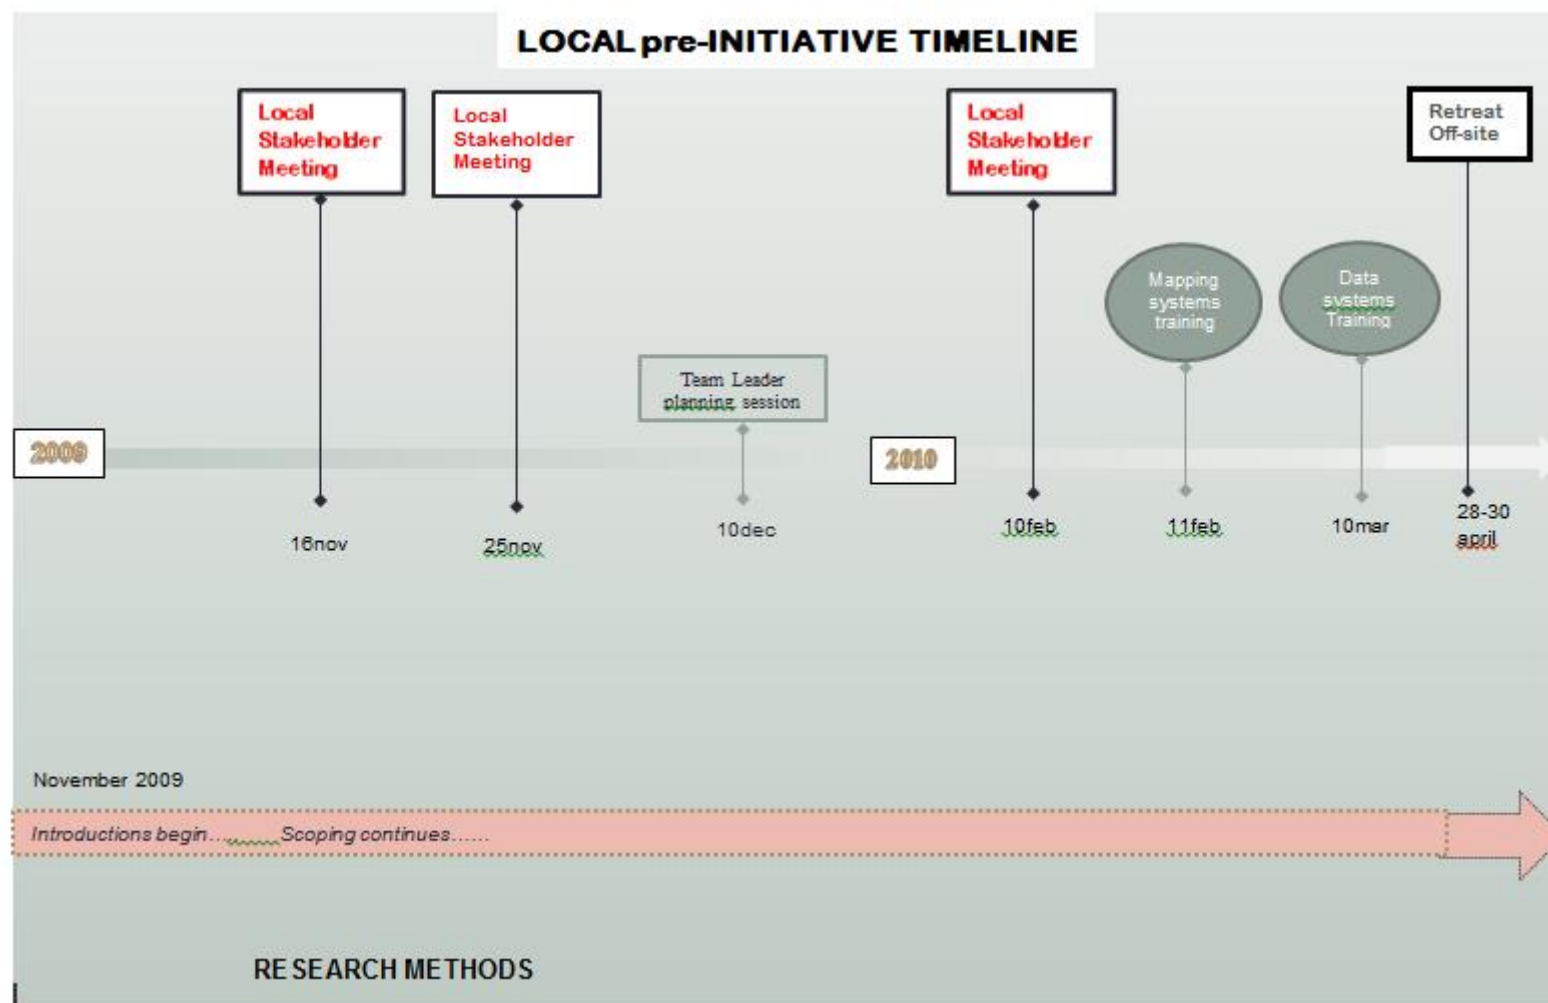 LOCAL pre-INITIATIVE TIMELINE
Local
Stakeholder
Meeting
Local
Stakeholder
Meeting
Local
Stakeholder
Meeting
Retreat
Off-site
Mapping
systems
training
Data
systems
Training
Team Leader
planning session
2009
2010
16nov
25nov
10dec
10feb
11feb
10mar
28-30
april
November 2009
Introductions begin.......... Scoping continues......
RESEARCH METHODS